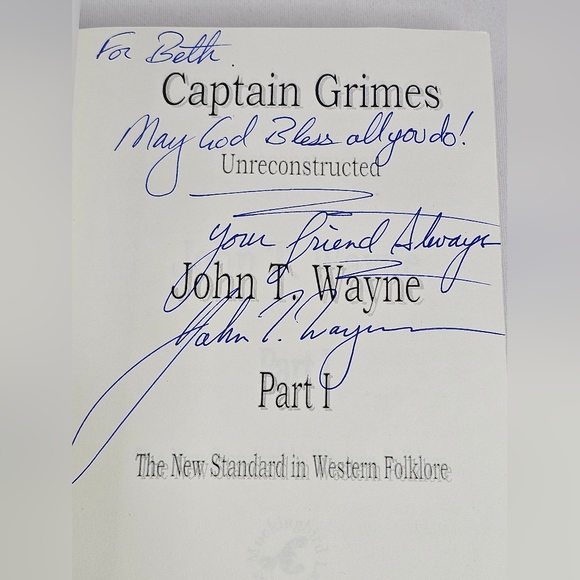 For Beth.
Captain Grimes
May God Bless all you do!
Unreconstructed
Your friend Always
John T. Wayne
John T. Wayne
Part I
The New Standard in Western Folklore